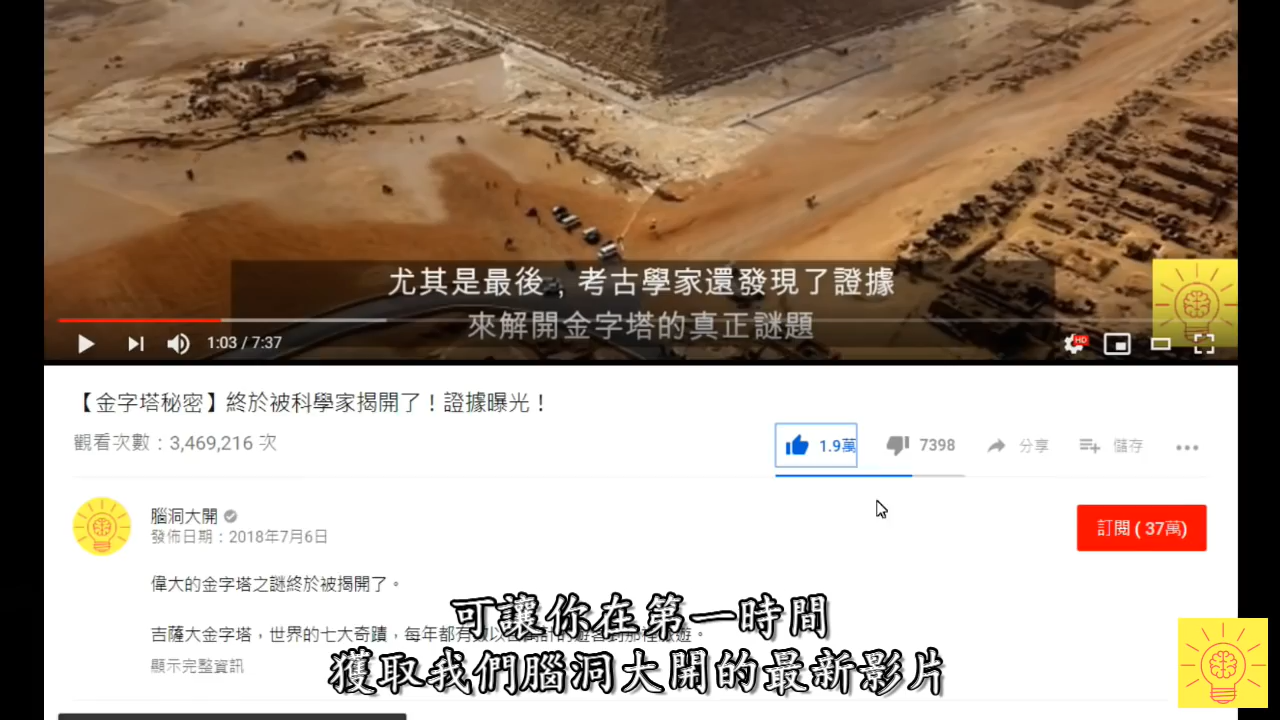 尤其是最後，考古學家還發現了證據
來解開金字塔的真正謎題
1:03 / 7:37
HD
【金字塔秘密】終於被科學家揭開了！證據曝光！
觀看次數：3,469,216 次
1.9萬
7398
分享
儲存
腦洞大開
發佈日期：2018年7月6日
訂閱 ( 37萬)
偉大的金字塔之謎終於被揭開了。
吉薩大金字塔，世界的七大奇蹟，每年都有
可讓你在第一時間
獲取我們腦洞大開的最新影片
顯示完整資訊